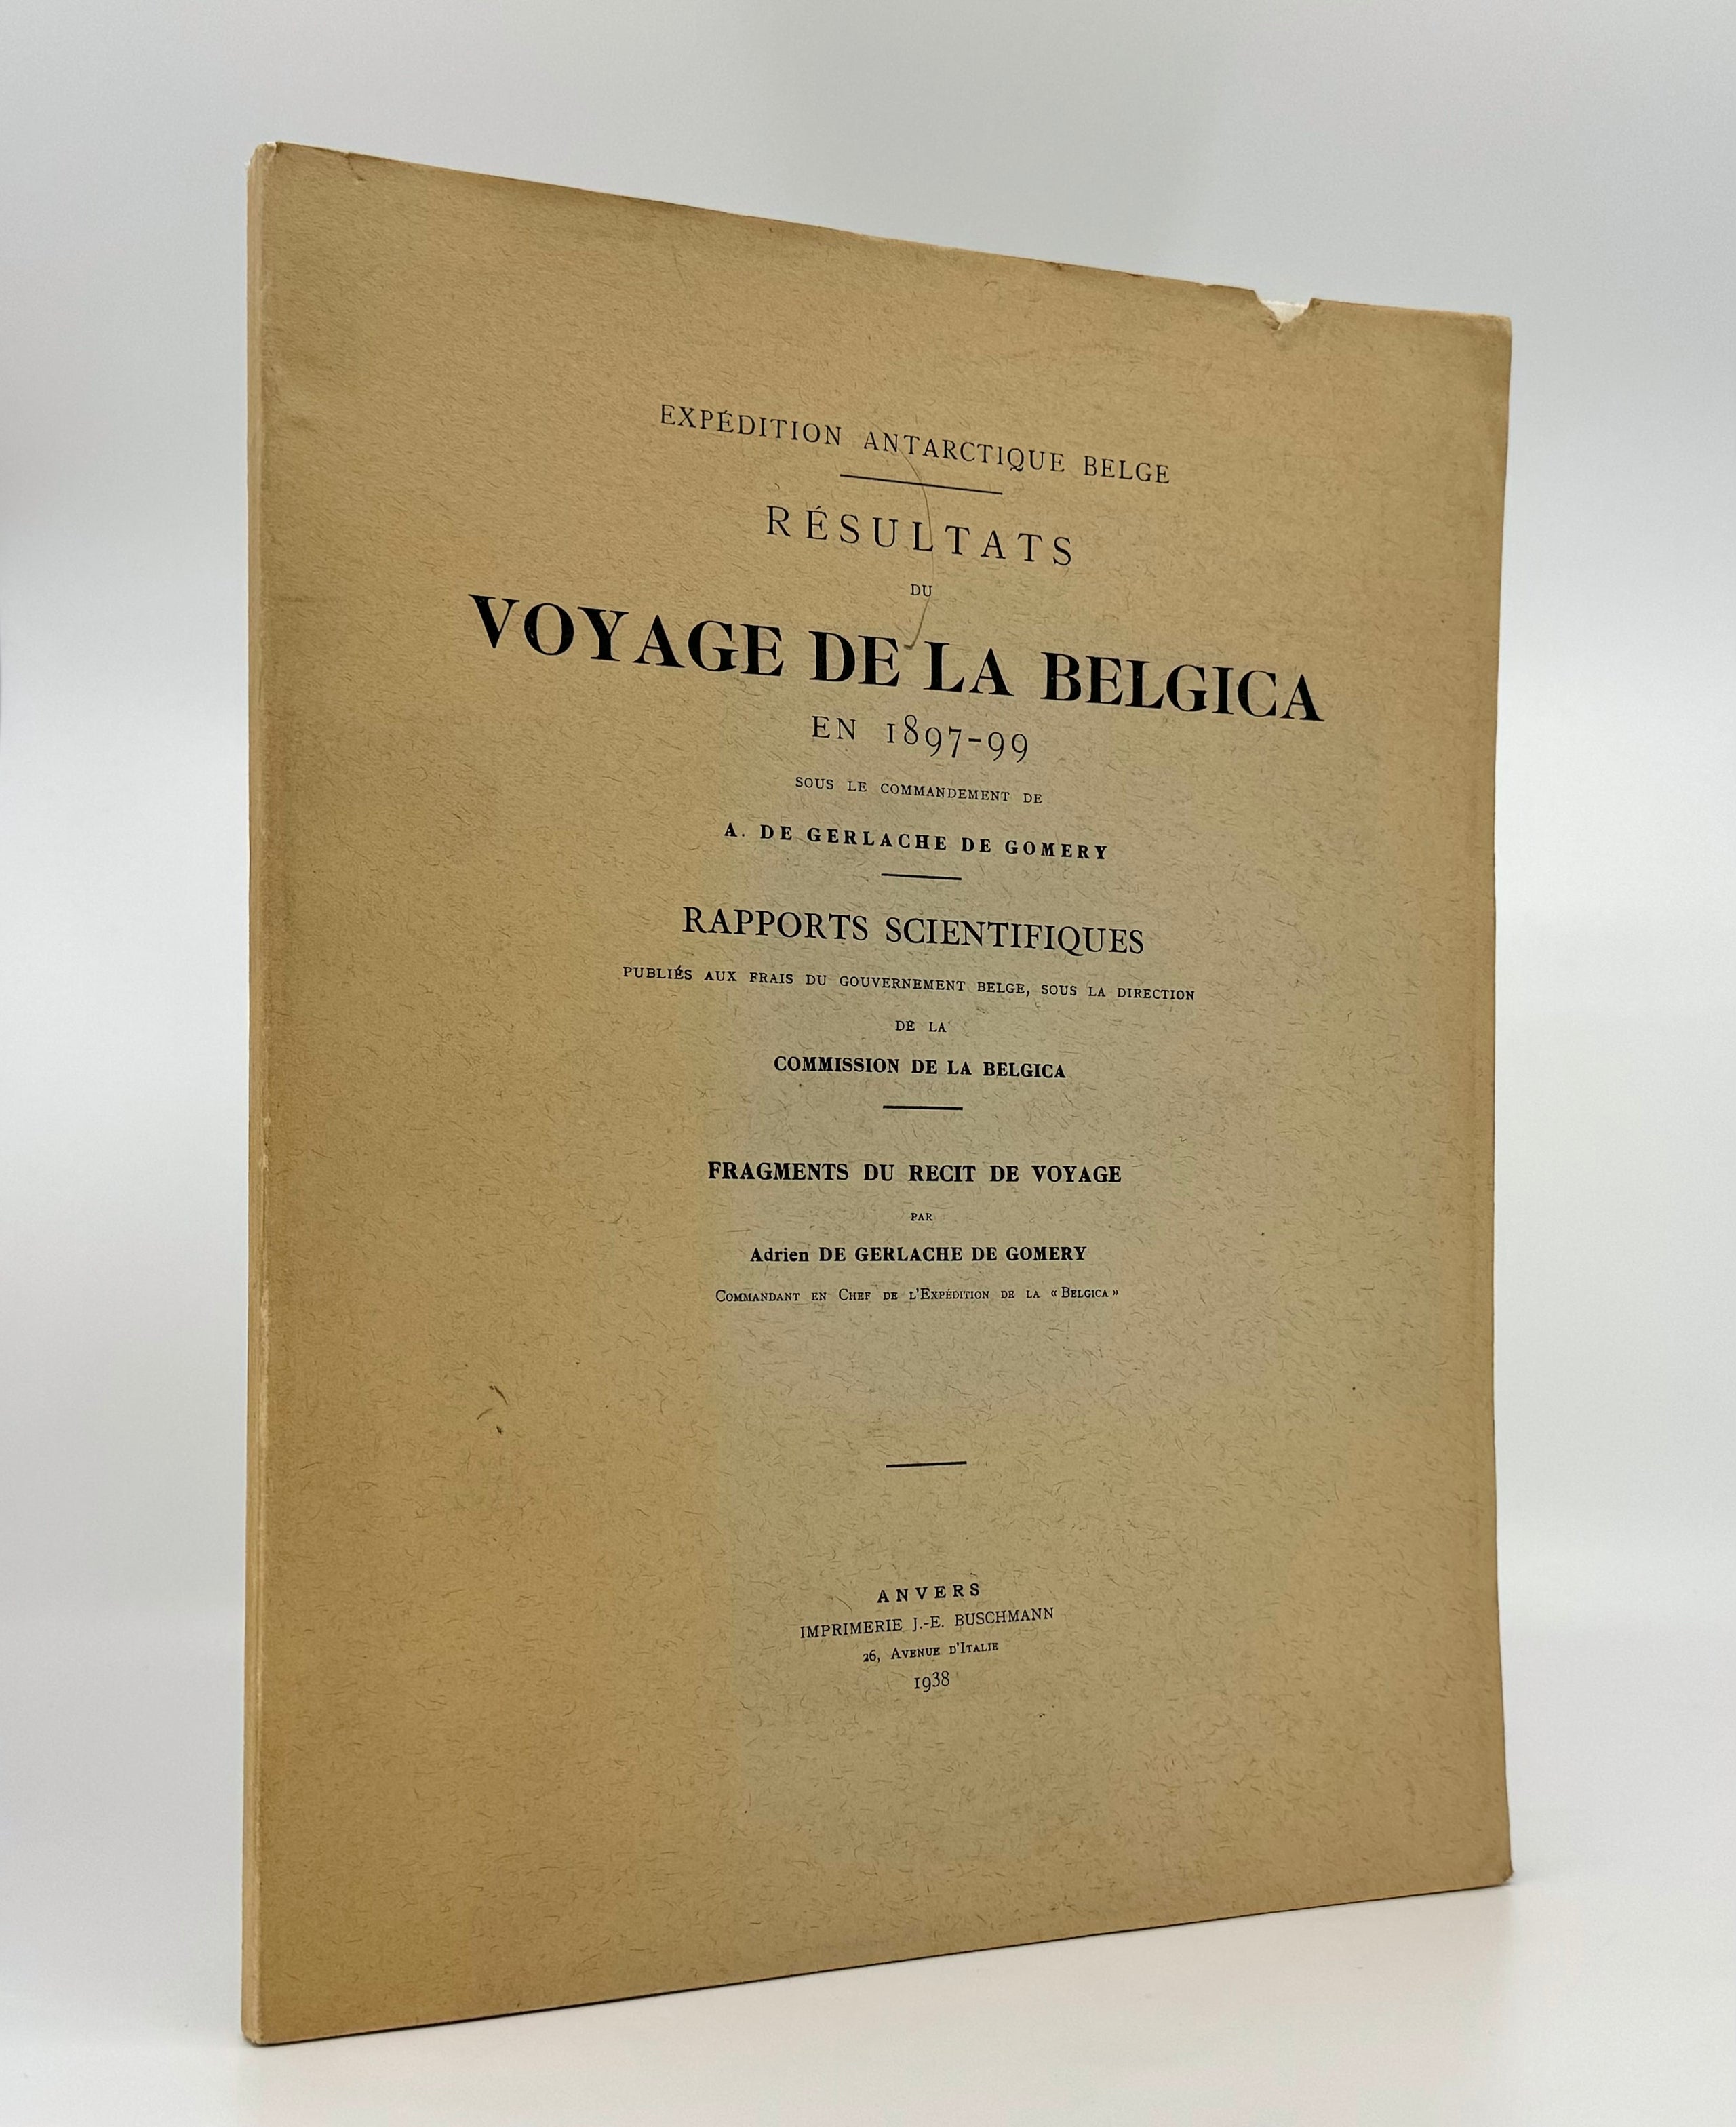 EXPÉDITION ANTARCTIQUE BELGE
RÉSULTATS
DU
VOYAGE DE LA BELGICA
EN 1897-99
SOUS LE COMMANDEMENT DE
A. DE GERLACHE DE GOMERY
RAPPORTS SCIENTIFIQUES
PUBLIÉS AUX FRAIS DU GOUVERNEMENT BELGE, SOUS LA DIRECTION
DE LA
COMMISSION DE LA BELGICA
FRAGMENTS DU RECIT DE VOYAGE
PAR
Adrien DE GERLACHE DE GOMERY
COMMANDANT EN CHEF DE L'EXPÉDITION DE LA « BELGICA »
ANVERS
IMPRIMERIE J.-E. BUSCHMANN
26, AVENUE D'ITALIE
1938